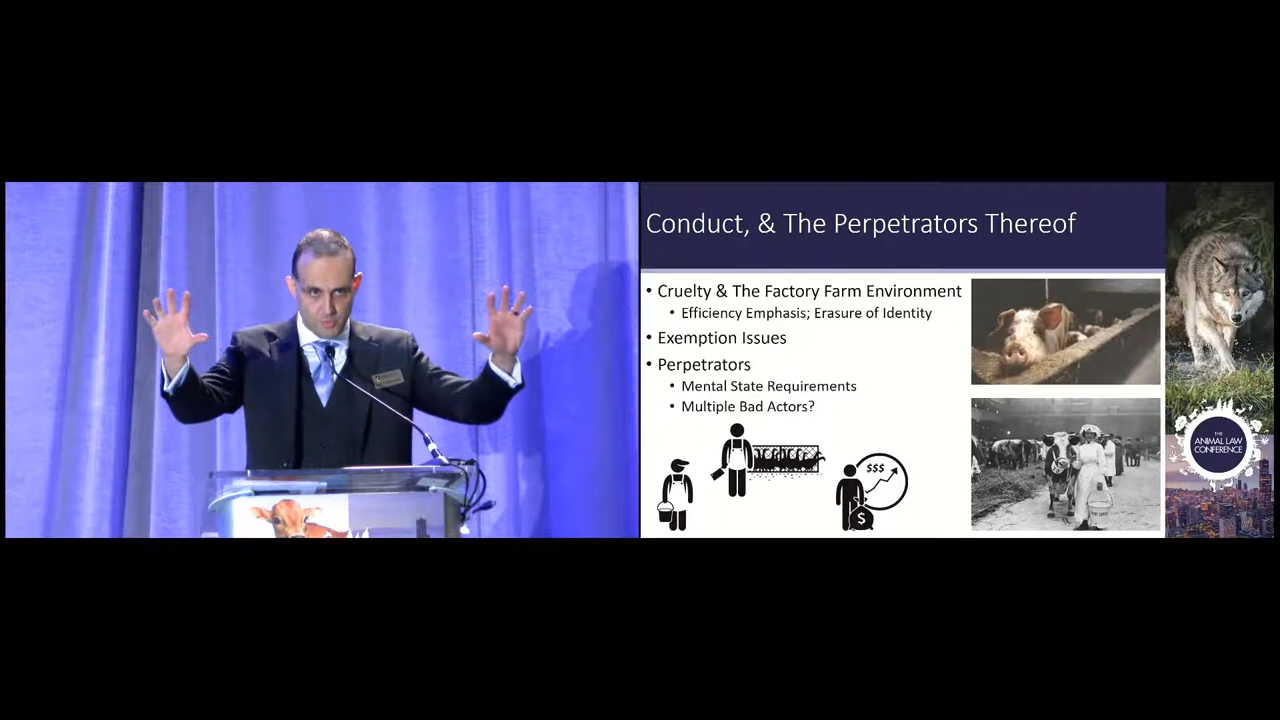 Conduct, & The Perpetrators Thereof
• Cruelty & The Factory Farm Environment
• Efficiency Emphasis; Erasure of Identity
• Exemption Issues
• Perpetrators
• Mental State Requirements
• Multiple Bad Actors?
$$$
$
THE
ANIMAL LAW
CONFERENCE